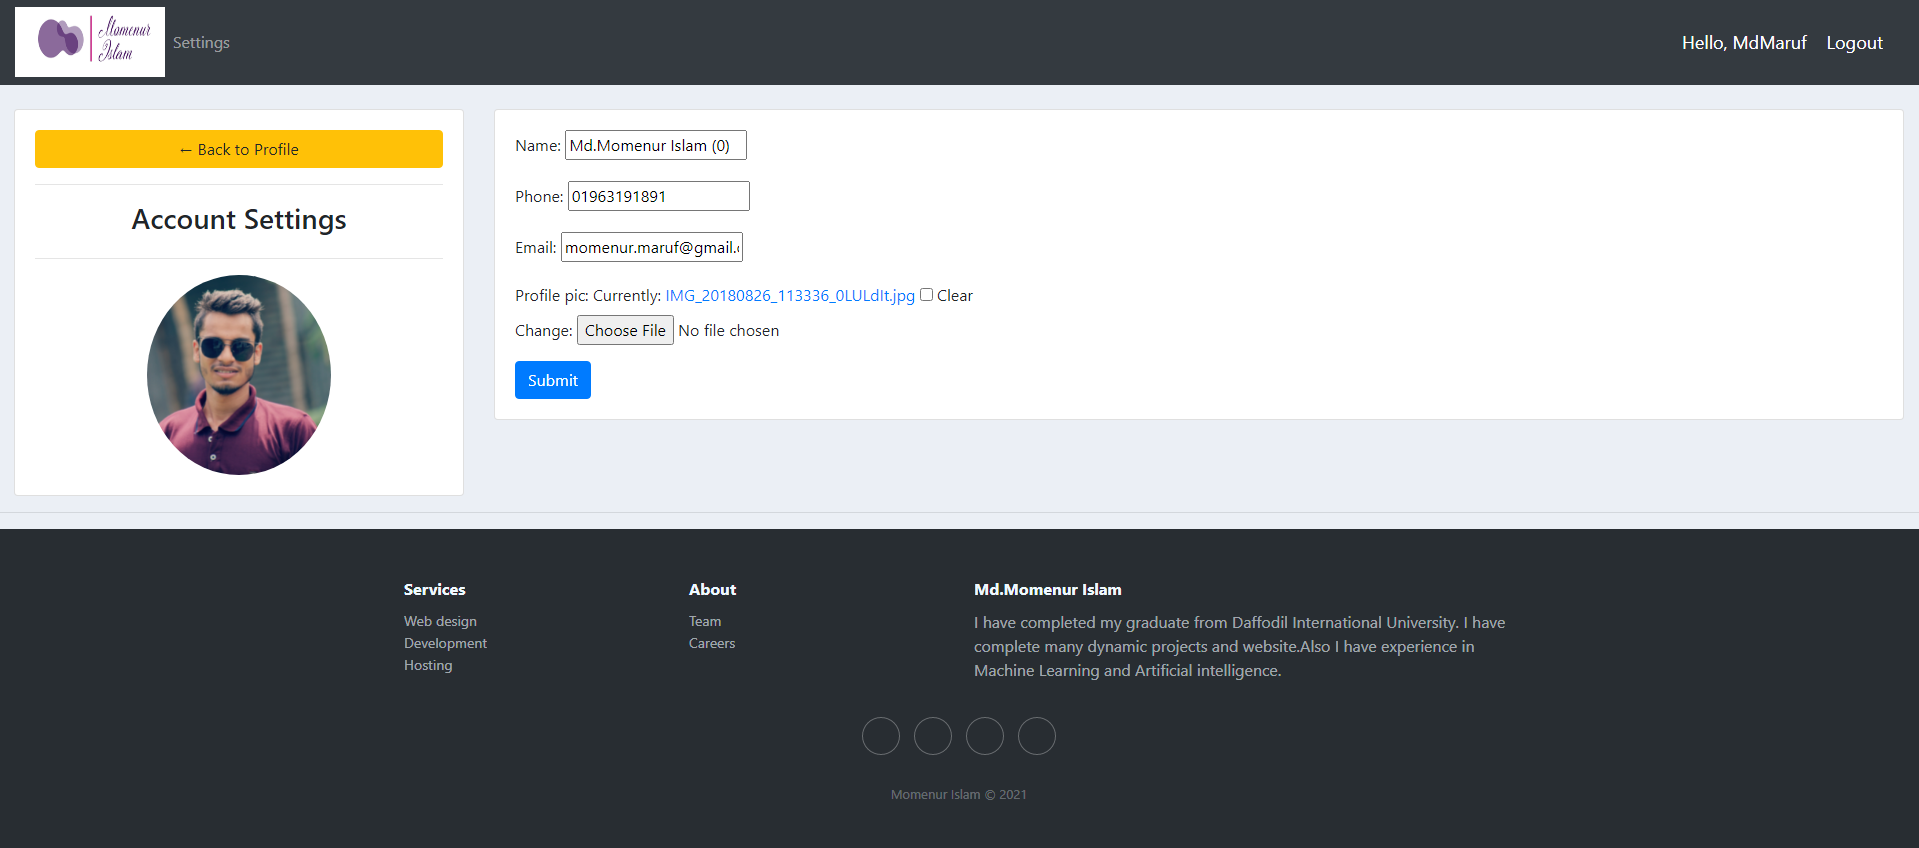 Momenur
Islam
Settings
Hello, MdMaruf
Logout
← Back to Profile
Account Settings
Name: Md.Momenur Islam (0)
Phone: 01963191891
Email: momenur.maruf@gmail.c
Profile pic: Currently: IMG_20180826_113336_0LULdIt.jpg Clear
Change: Choose File No file chosen
Submit
Services
Web design
Development
Hosting
About
Team
Careers
Md.Momenur Islam
I have completed my graduate from Daffodil International University. I have
complete many dynamic projects and website.Also I have experience in
Machine Learning and Artificial intelligence.
Momenur Islam © 2021